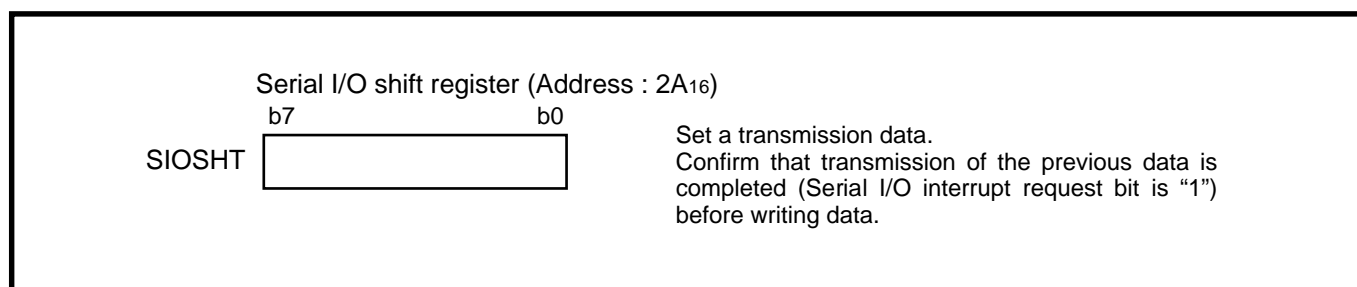 Serial I/O shift register (Address : 2A16)
b7 b0
SIOSHT
Set a transmission data.
Confirm that transmission of the previous data is
completed (Serial I/O interrupt request bit is “1”)
before writing data.